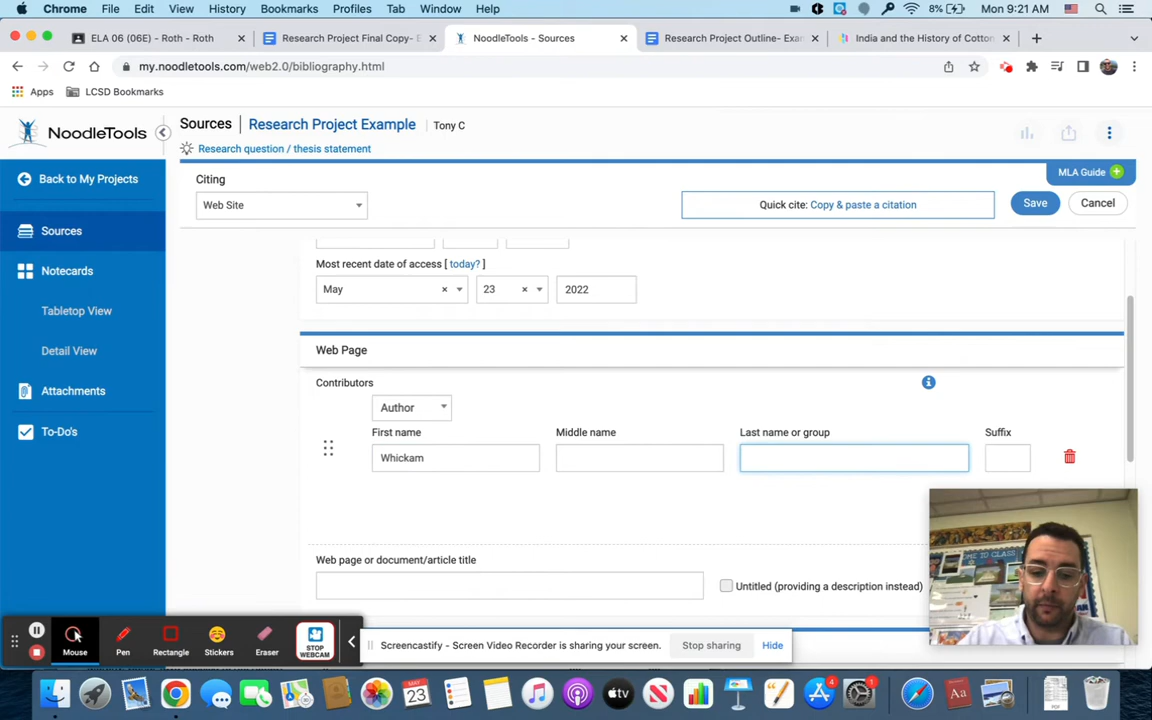 Chrome File Edit View History Bookmarks Profiles Tab Window Help 8% Mon 9:21 AM
ELA 06 (06E) - Roth - Roth
Research Project Final Copy- E
NoodleTools - Sources
Research Project Outline- Exar
India and the History of Cotton
my.noodletools.com/web2.0/bibliography.html
Apps LCSD Bookmarks
NoodleTools
Sources Research Project Example Tony C
Research question / thesis statement
MLA Guide
Back to My Projects
Citing
Web Site
Quick cite: Copy & paste a citation
Save Cancel
Sources
Notecards
Tabletop View
Detail View
Attachments
To-Do's
Most recent date of access [ today? ]
May × 23 × 2022
Web Page
Contributors
Author
First name Middle name Last name or group Suffix
Whickam
Web page or document/article title
Untitled (providing a description instead)
Mouse Pen Rectangle Stickers Eraser STOP WEBCAM
Screencastify - Screen Video Recorder is sharing your screen. Stop sharing Hide